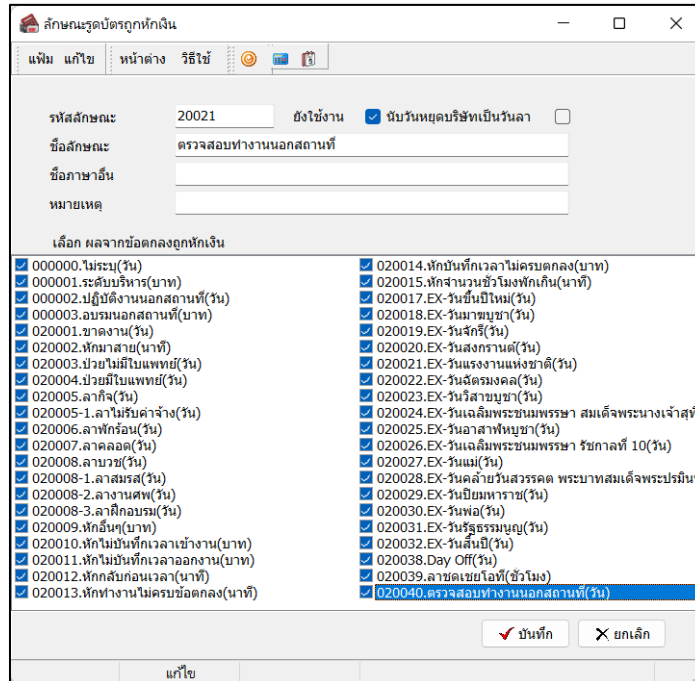 ลักษณะรูดบัตรถูกหักเงิน
แฟ้ม แก้ไข หน้าต่าง วิธีใช้
รหัสลักษณะ 20021 ยังใช้งาน นับวันหยุดบริษัทเป็นวันลา
ชื่อลักษณะ ตรวจสอบทำงานนอกสถานที่
ชื่อภาษาอื่น
หมายเหตุ
เลือก ผลจากข้อตกลงถูกหักเงิน
000000.ไม่ระบุ(วัน)
000001.ระดับบริหาร(บาท)
000002.ปฏิบัติงานนอกสถานที่(วัน)
000003.อบรมนอกสถานที่(บาท)
020001.ขาดงาน(วัน)
020002.หักมาสาย(นาที)
020003.ป่วยไม่มีใบแพทย์(วัน)
020004.ป่วยมีใบแพทย์(วัน)
020005.ลากิจ(วัน)
020005-1.ลาไม่รับค่าจ้าง(วัน)
020006.ลาพักร้อน(วัน)
020007.ลาคลอด(วัน)
020008.ลาบวช(วัน)
020008-1.ลาสมรส(วัน)
020008-2.ลางานศพ(วัน)
020008-3.ลาฝึกอบรม(วัน)
020009.หักอื่นๆ(บาท)
020010.หักไม่บันทึกเวลาเข้างาน(บาท)
020011.หักไม่บันทึกเวลาออกงาน(บาท)
020012.หักกลับก่อนเวลา(นาที)
020013.หักทำงานไม่ครบข้อตกลง(นาที)
020014.หักบันทึกเวลาไม่ครบตกลง(บาท)
020015.หักจำนวนชั่วโมงพักเกิน(นาที)
020017.EX-วันขึ้นปีใหม่(วัน)
020018.EX-วันมาฆบูชา(วัน)
020019.EX-วันจักรี(วัน)
020020.EX-วันสงกรานต์(วัน)
020021.EX-วันแรงงานแห่งชาติ(วัน)
020022.EX-วันฉัตรมงคล(วัน)
020023.EX-วันวิสาขบูชา(วัน)
020024.EX-วันเฉลิมพระชนมพรรษา สมเด็จพระนางเจ้าสุที
020025.EX-วันอาสาฬหบูชา(วัน)
020026.EX-วันเฉลิมพระชนมพรรษา รัชกาลที่ 10(วัน)
020027.EX-วันแม่(วัน)
020028.EX-วันคล้ายวันสวรรคต พระบาทสมเด็จพระปรมิน
020029.EX-วันปิยมหาราช(วัน)
020030.EX-วันพ่อ(วัน)
020031.EX-วันรัฐธรรมนูญ(วัน)
020032.EX-วันสิ้นปี(วัน)
020038.Day Off(วัน)
020039.ลาชดเชยโอที(ชั่วโมง)
020040.ตรวจสอบทำงานนอกสถานที่(วัน)
บันทึก ยกเลิก
แก้ไข